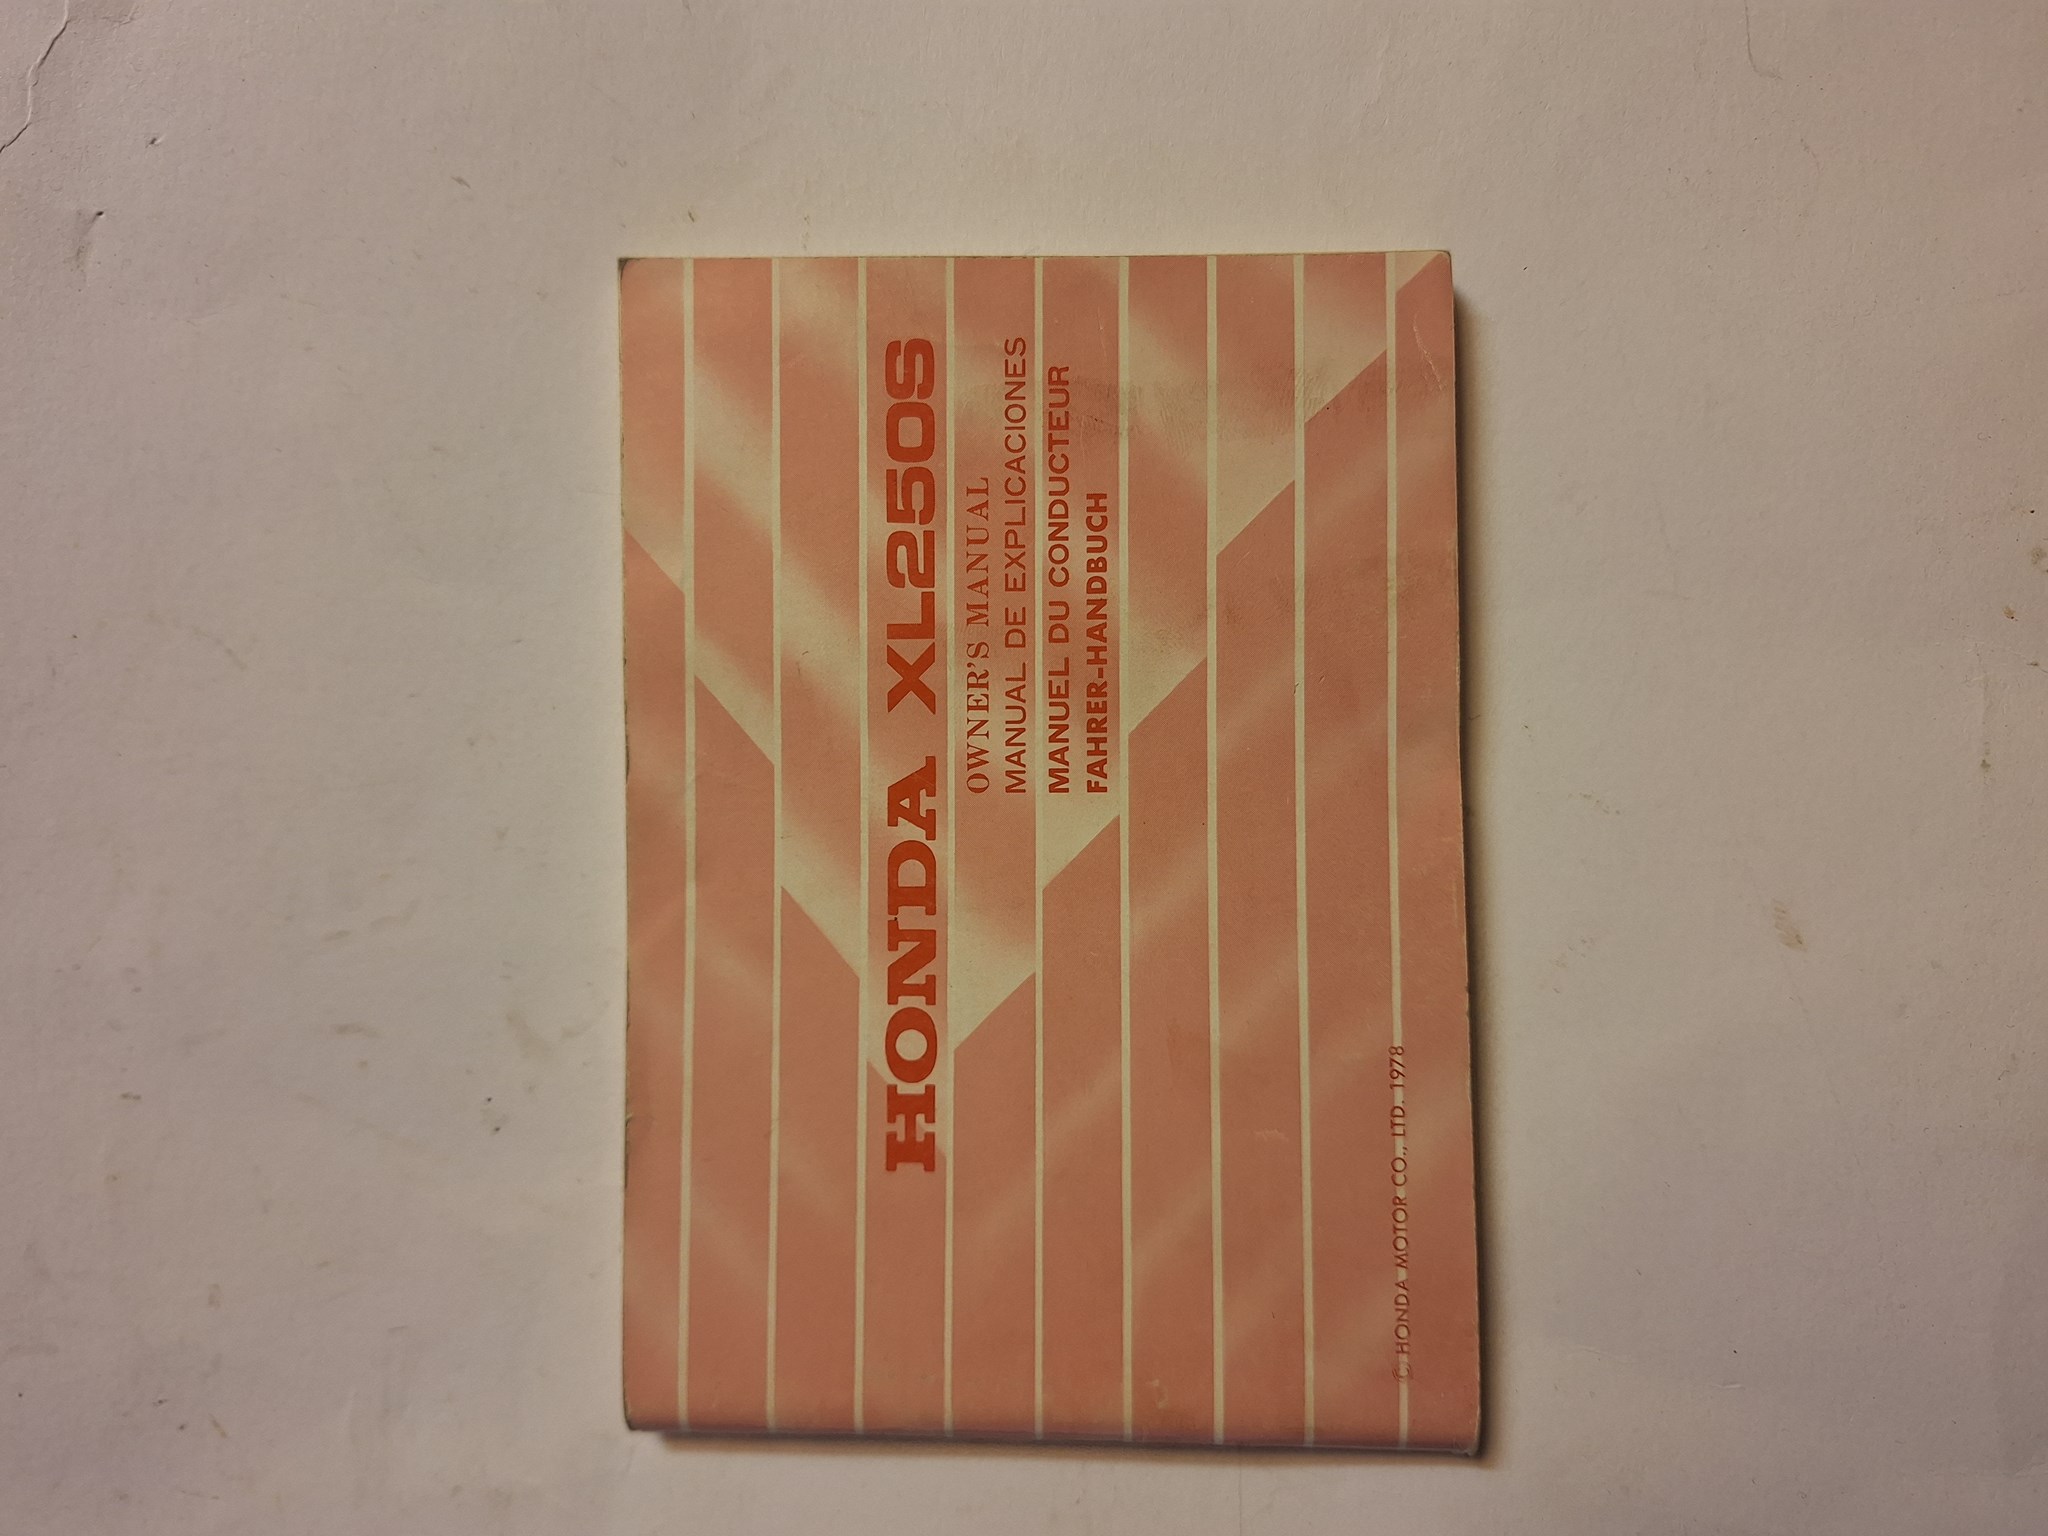 HONDA XL250S
OWNER'S MANUAL
MANUAL DE EXPLICACIONES
MANUEL DU CONDUCTEUR
FAHRER-HANDBUCH
© HONDA MOTOR CO., LTD. 1978